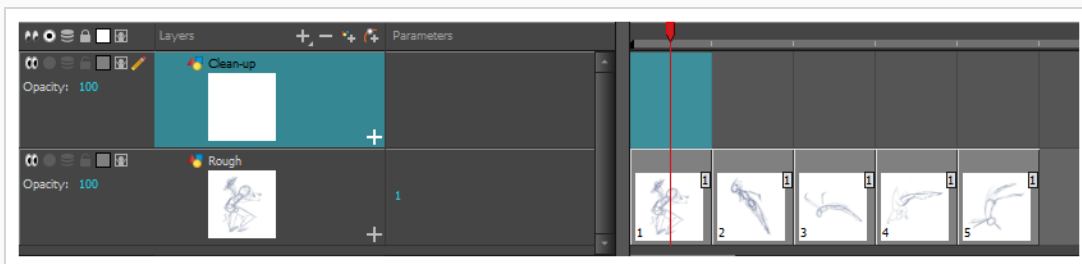 Layers Parameters
Clean-up
Opacity: 100
Rough
Opacity: 100
1
1 1 1 1 1
1 2 3 4 5